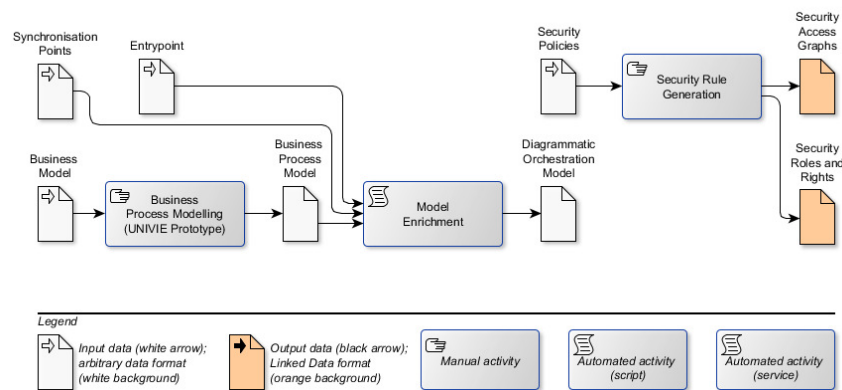 Synchronisation
Points
Entrypoint
Security
Policies
Security
Access
Graphs
Security Rule
Generation
Business
Model
Business
Process
Model
Diagrammatic
Orchestration
Model
Security
Roles and
Rights
Business
Process Modelling
(UNIVIE Prototype)
Model
Enrichment
Legend
Input data (white arrow);
arbitrary data format
(white background)
Output data (black arrow);
Linked Data format
(orange background)
Manual activity
Automated activity
(script)
Automated activity
(service)